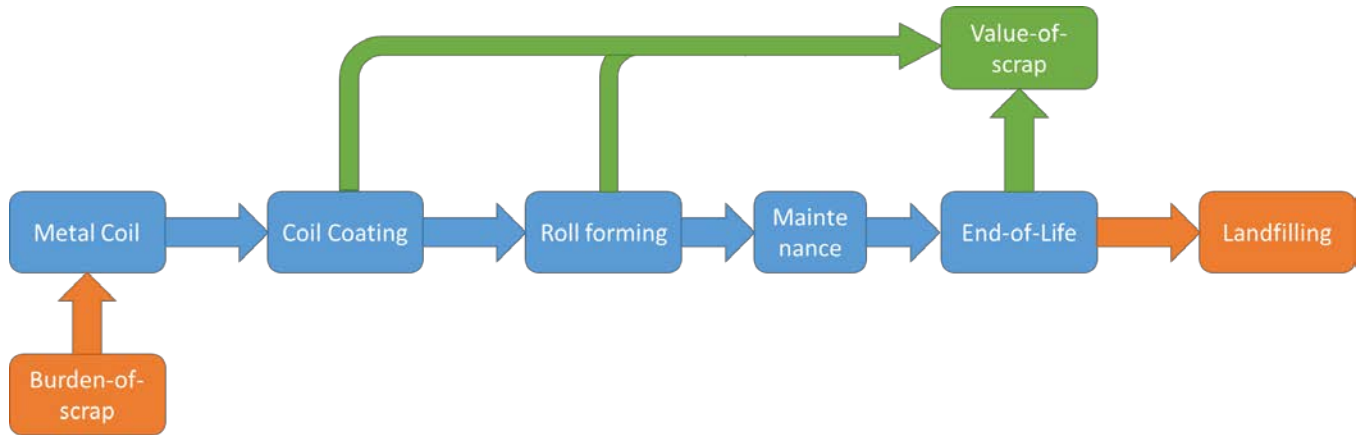 Value-of-
scrap
Metal Coil
Coil Coating
Roll forming
Mainte
nance
End-of-Life
Landfilling
Burden-of-
scrap